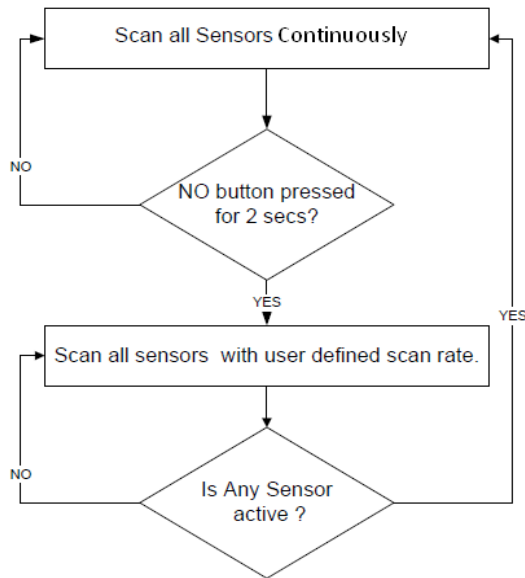 Scan all Sensors Continuously
NO
NO button pressed
for 2 secs?
YES
YES
Scan all sensors with user defined scan rate.
NO
Is Any Sensor
active ?